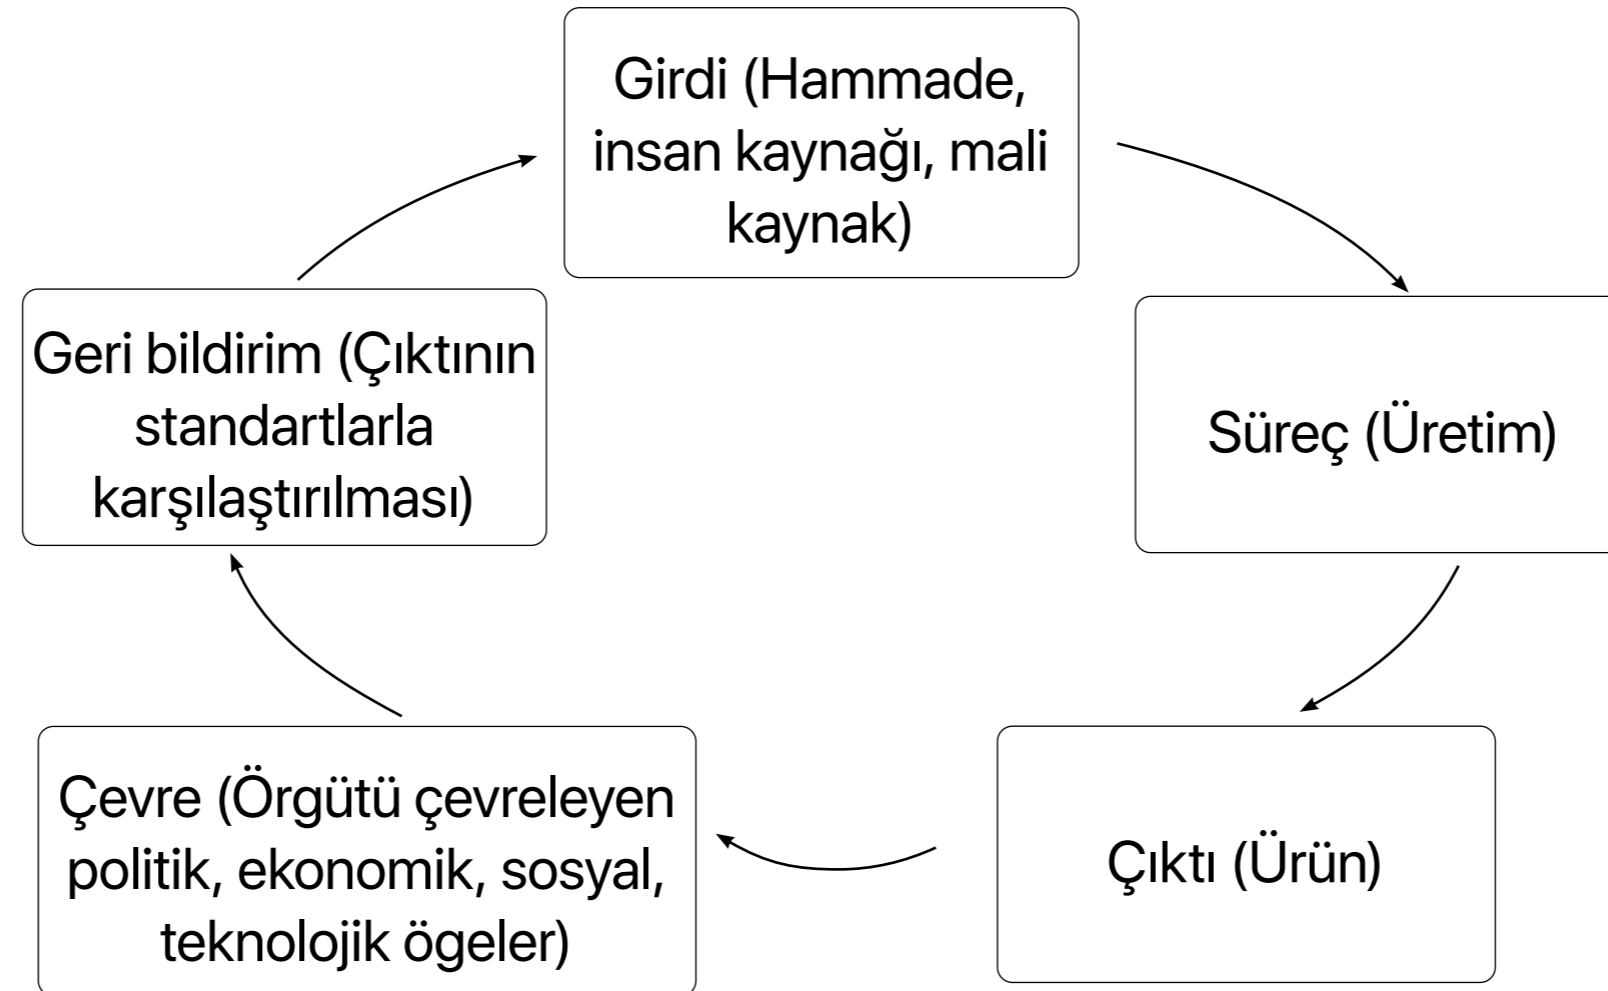 Girdi (Hammade,
insan kaynağı, mali
kaynak)
Süreç (Üretim)
Çıktı (Ürün)
Çevre (Örgütü çevreleyen
politik, ekonomik, sosyal,
teknolojik ögeler)
Geri bildirim (Çıktının
standartlarla
karşılaştırılması)